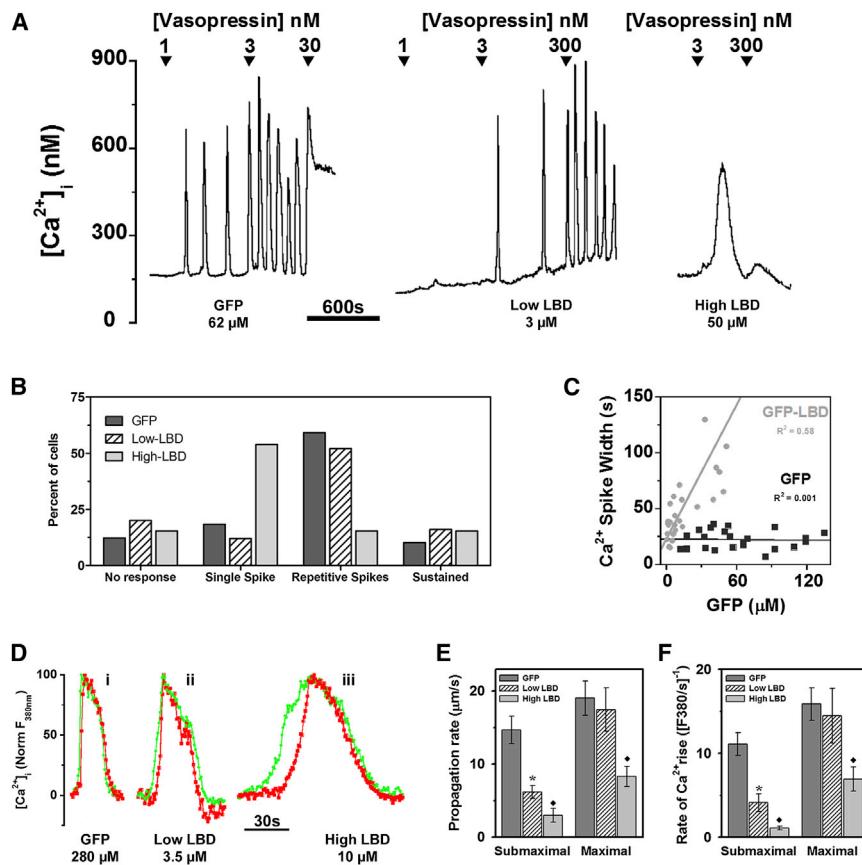 A
[Vasopressin] nM
[Vasopressin] nM
[Vasopressin] nM
1 3 30
1 3 300
3 300
900
600
300
0
[Ca²⁺]ᵢ (nM)
GFP
62 µM
600s
Low LBD
3 µM
High LBD
50 µM
B
75
50
25
0
Percent of cells
GFP
Low-LBD
High-LBD
No response
Single Spike
Repetitive Spikes
Sustained
C
150
100
50
0
Ca²⁺ Spike Width (s)
GFP-LBD
R² = 0.58
GFP
R² = 0.001
0 60 120
GFP (µM)
D
100
50
0
[Ca²⁺]ᵢ (Norm F380nm)
i
ii
iii
30s
GFP
280 µM
Low LBD
3.5 µM
High LBD
10 µM
E
20
10
0
Propagation rate (µm/s)
GFP
Low LBD
High LBD
*
◆
◆
Submaximal
Maximal
F
20
10
0
Rate of Ca²⁺rise ([F380/s]⁻¹)
GFP
Low LBD
High LBD
*
◆
◆
Submaximal
Maximal